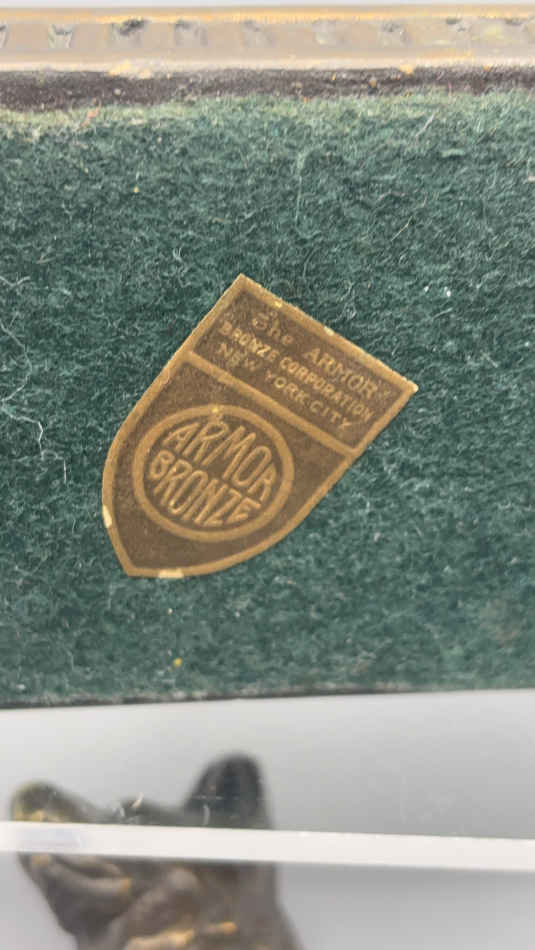 The ARMOR
BRONZE CORPORATION
NEW YORK CITY
ARMOR
BRONZE